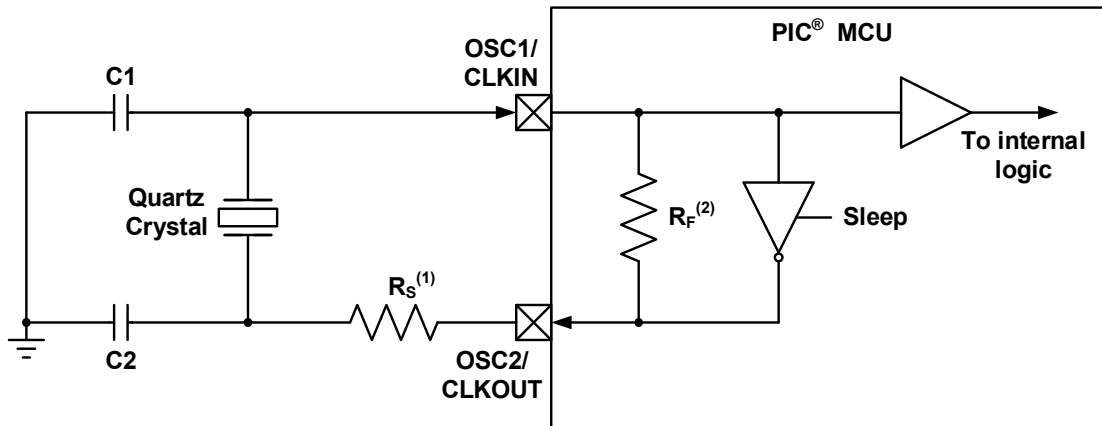 PIC® MCU
OSC1/
CLKIN
C1
To internal
logic
Quartz
Crystal
RF(2)
Sleep
RS(1)
C2
OSC2/
CLKOUT